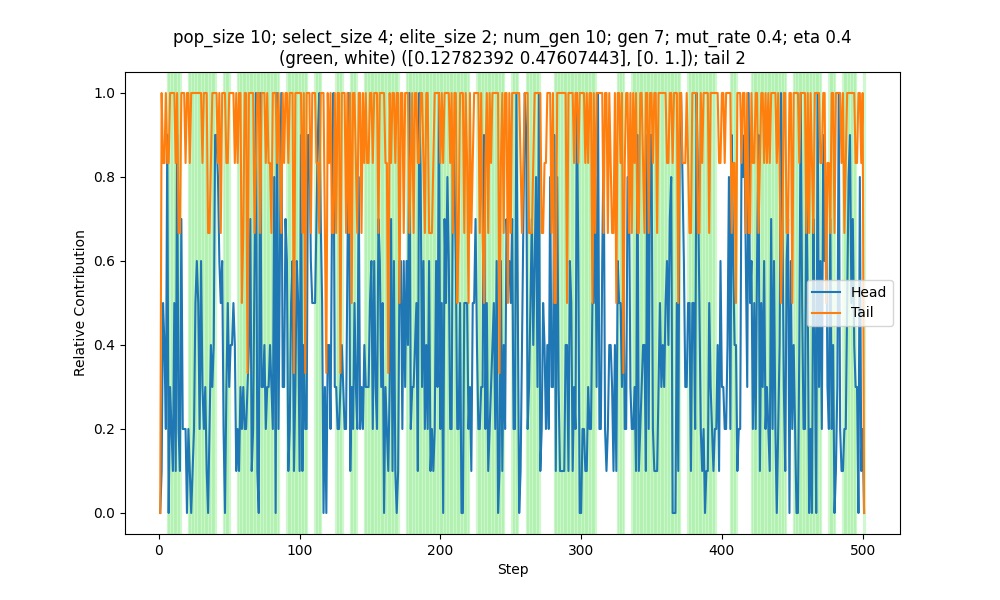 pop_size 10; select_size 4; elite_size 2; num_gen 10; gen 7; mut_rate 0.4; eta 0.4
(green, white) ([0.12782392 0.47607443], [0. 1.]); tail 2
1.0
0.8
0.6
0.4
0.2
0.0
Relative Contribution
Head
Tail
0 100 200 300 400 500
Step